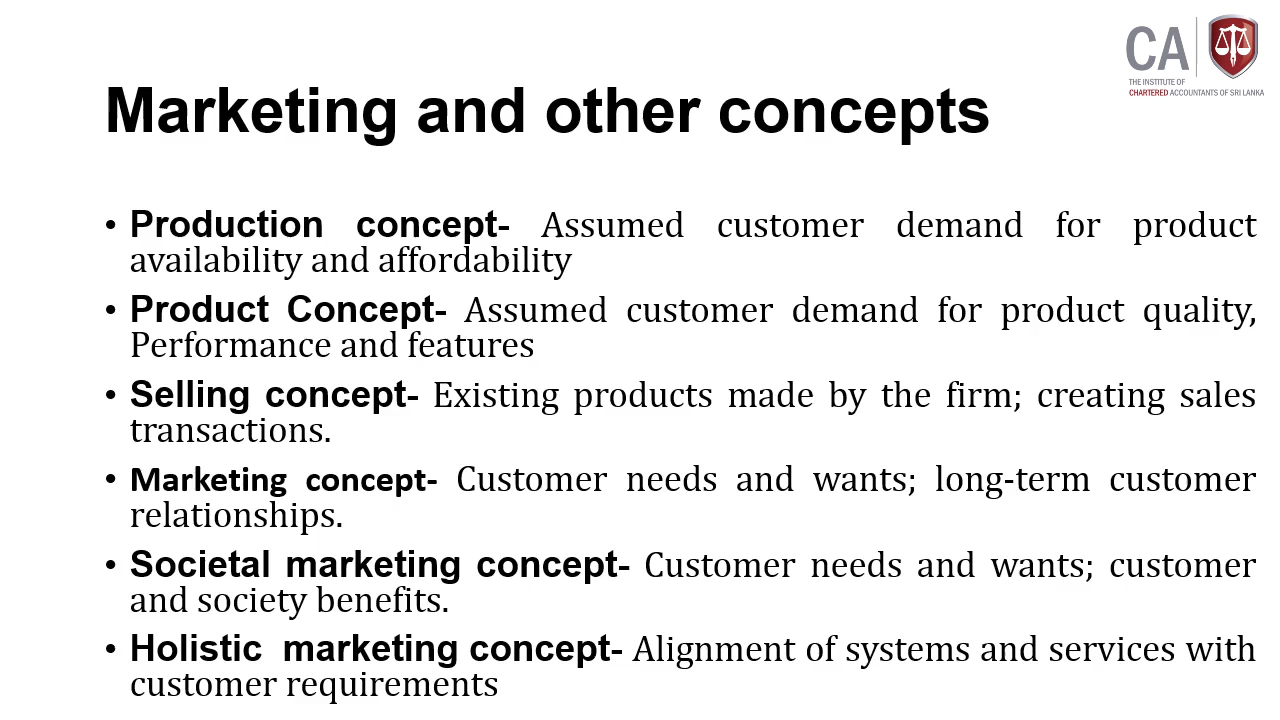 CA
THE INSTITUTE OF
CHARTERED ACCOUNTANTS OF SRI LANKA
Marketing and other concepts
• Production concept- Assumed customer demand for product
availability and affordability
• Product Concept- Assumed customer demand for product quality,
Performance and features
• Selling concept- Existing products made by the firm; creating sales
transactions.
• Marketing concept- Customer needs and wants; long-term customer
relationships.
• Societal marketing concept- Customer needs and wants; customer
and society benefits.
• Holistic marketing concept- Alignment of systems and services with
customer requirements